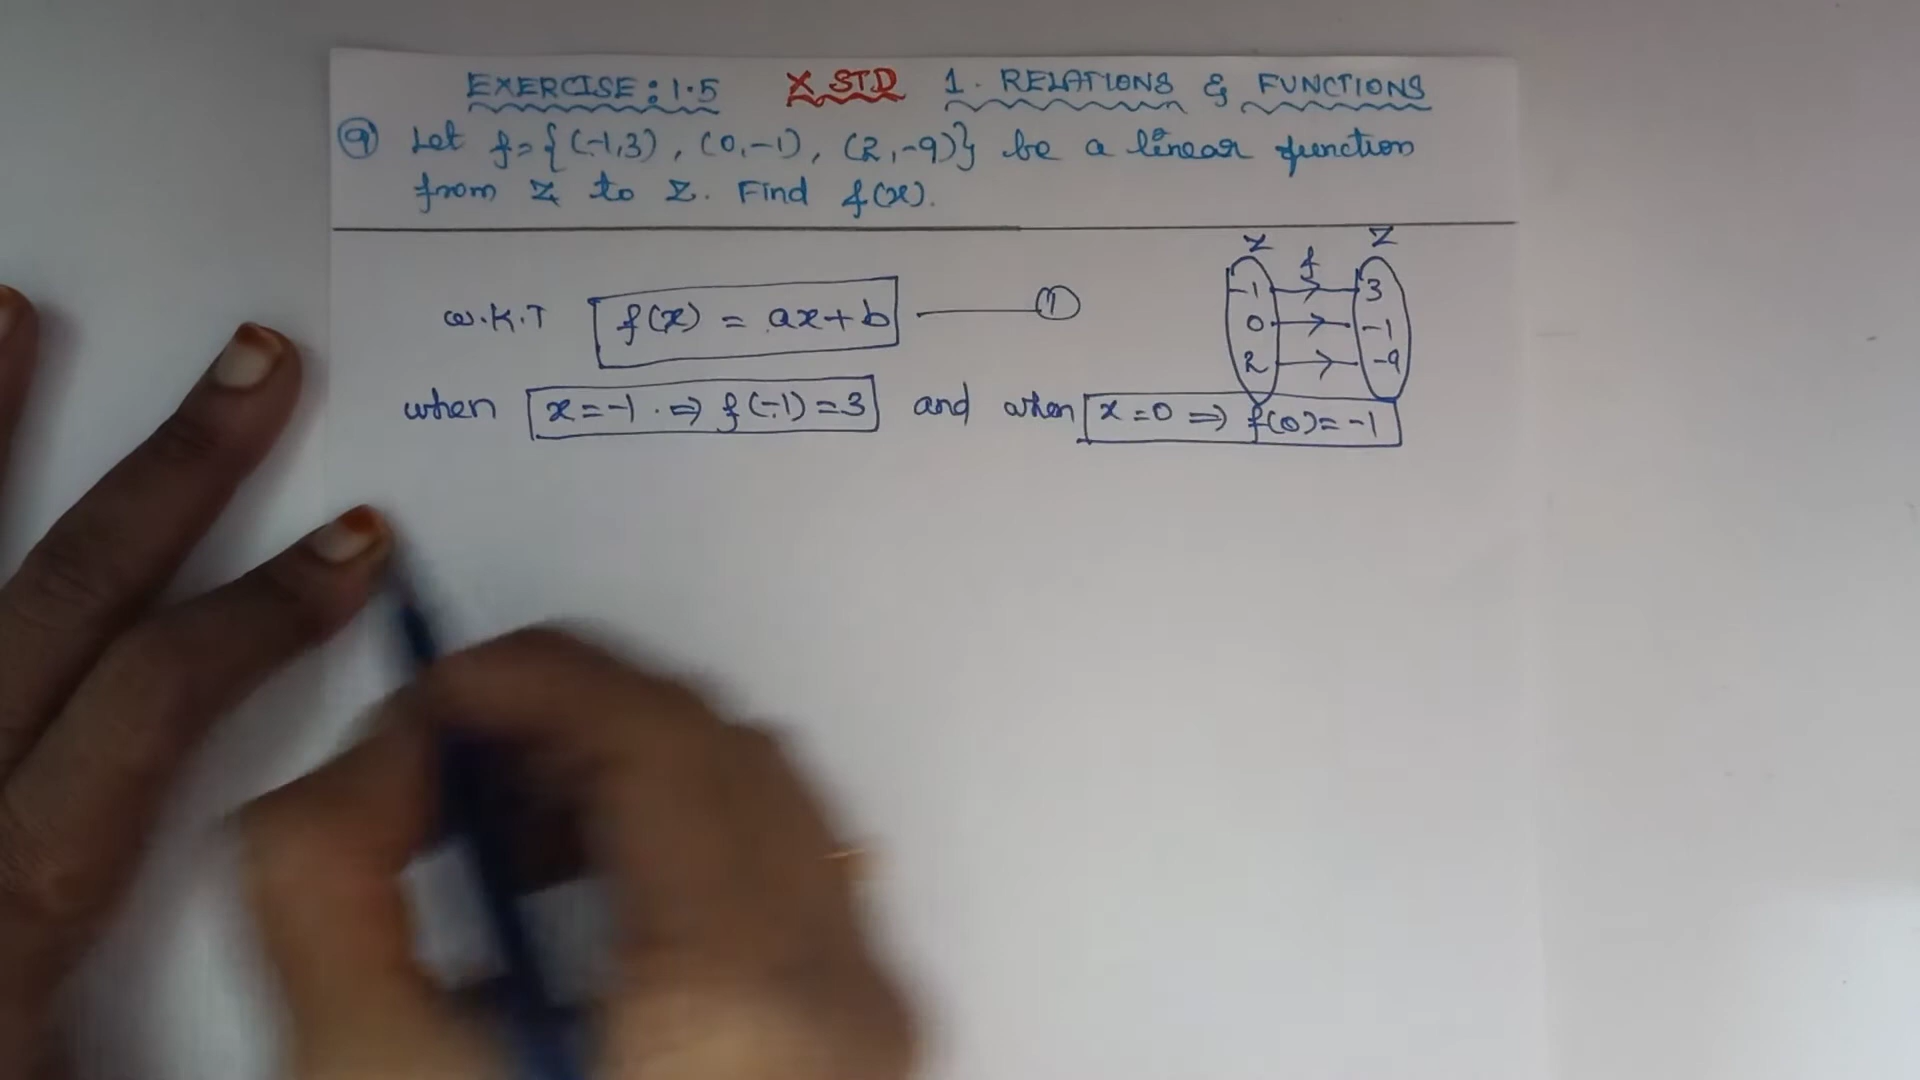 EXERCISE: 1.5 X STD 1. RELATIONS & FUNCTIONS
9 Let f={(-1,3), (0,-1), (2,-9)} be a linear function
from Z to Z. Find f(x).
Z f Z
-1 3
0 -1
2 -9
W.K.T f(x) = ax+b 1
when x=-1 ⇒ f(-1)=3 and when x=0 ⇒ f(0)=-1